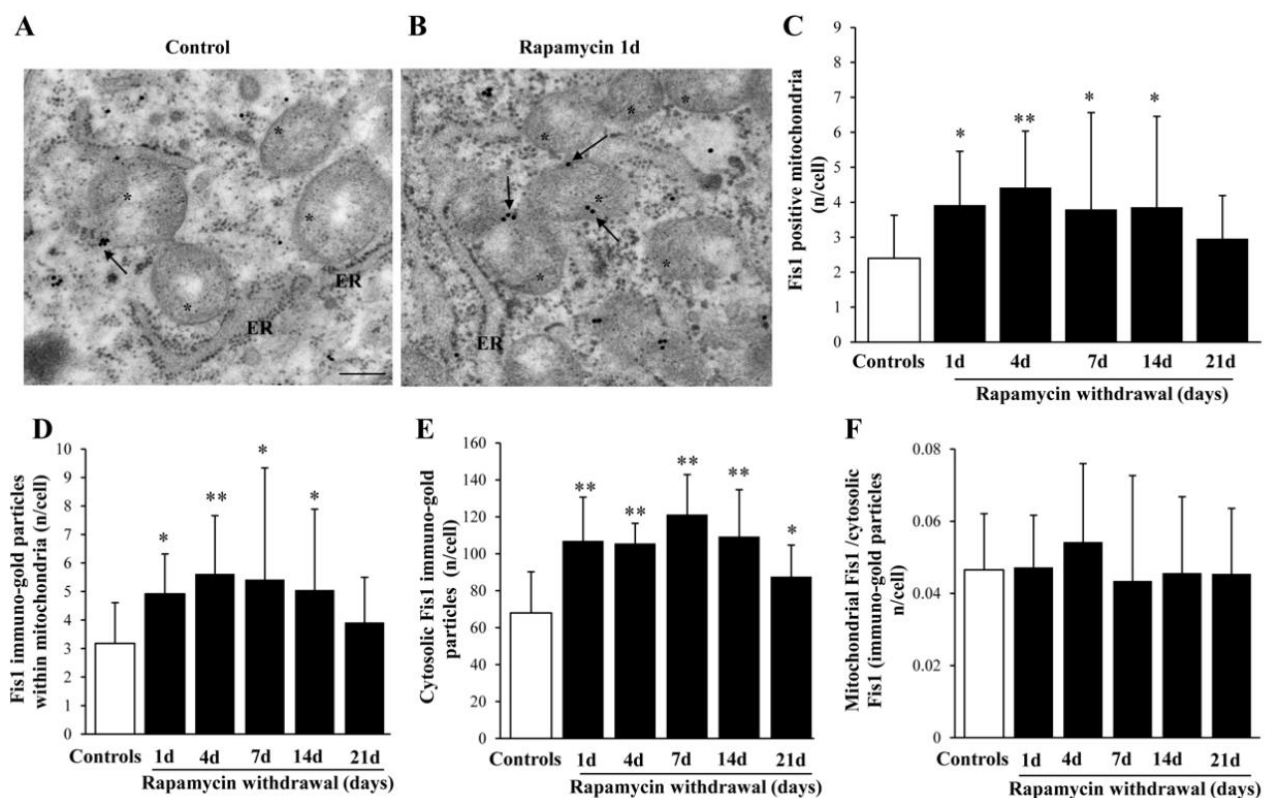 A
Control
ER
ER
*
*
*
*
B
Rapamycin 1d
ER
*
*
*
*
*
*
C
Fis1 positive mitochondria
(n/cell)
9
8
7
6
5
4
3
2
1
0
*
**
*
*
Controls 1d 4d 7d 14d 21d
Rapamycin withdrawal (days)
D
Fis1 immuno-gold particles
within mitochondria (n/cell)
10
9
8
7
6
5
4
3
2
1
0
*
**
*
*
Controls 1d 4d 7d 14d 21d
Rapamycin withdrawal (days)
E
Cytosolic Fis1 immuno-gold
particles (n/cell)
160
140
120
100
80
60
40
20
0
**
**
**
**
*
Controls 1d 4d 7d 14d 21d
Rapamycin withdrawal (days)
F
Mitochondrial Fis1 /cytosolic
Fis1 (immuno-gold particles
n/cell)
0.08
0.06
0.04
0.02
0.00
Controls 1d 4d 7d 14d 21d
Rapamycin withdrawal (days)